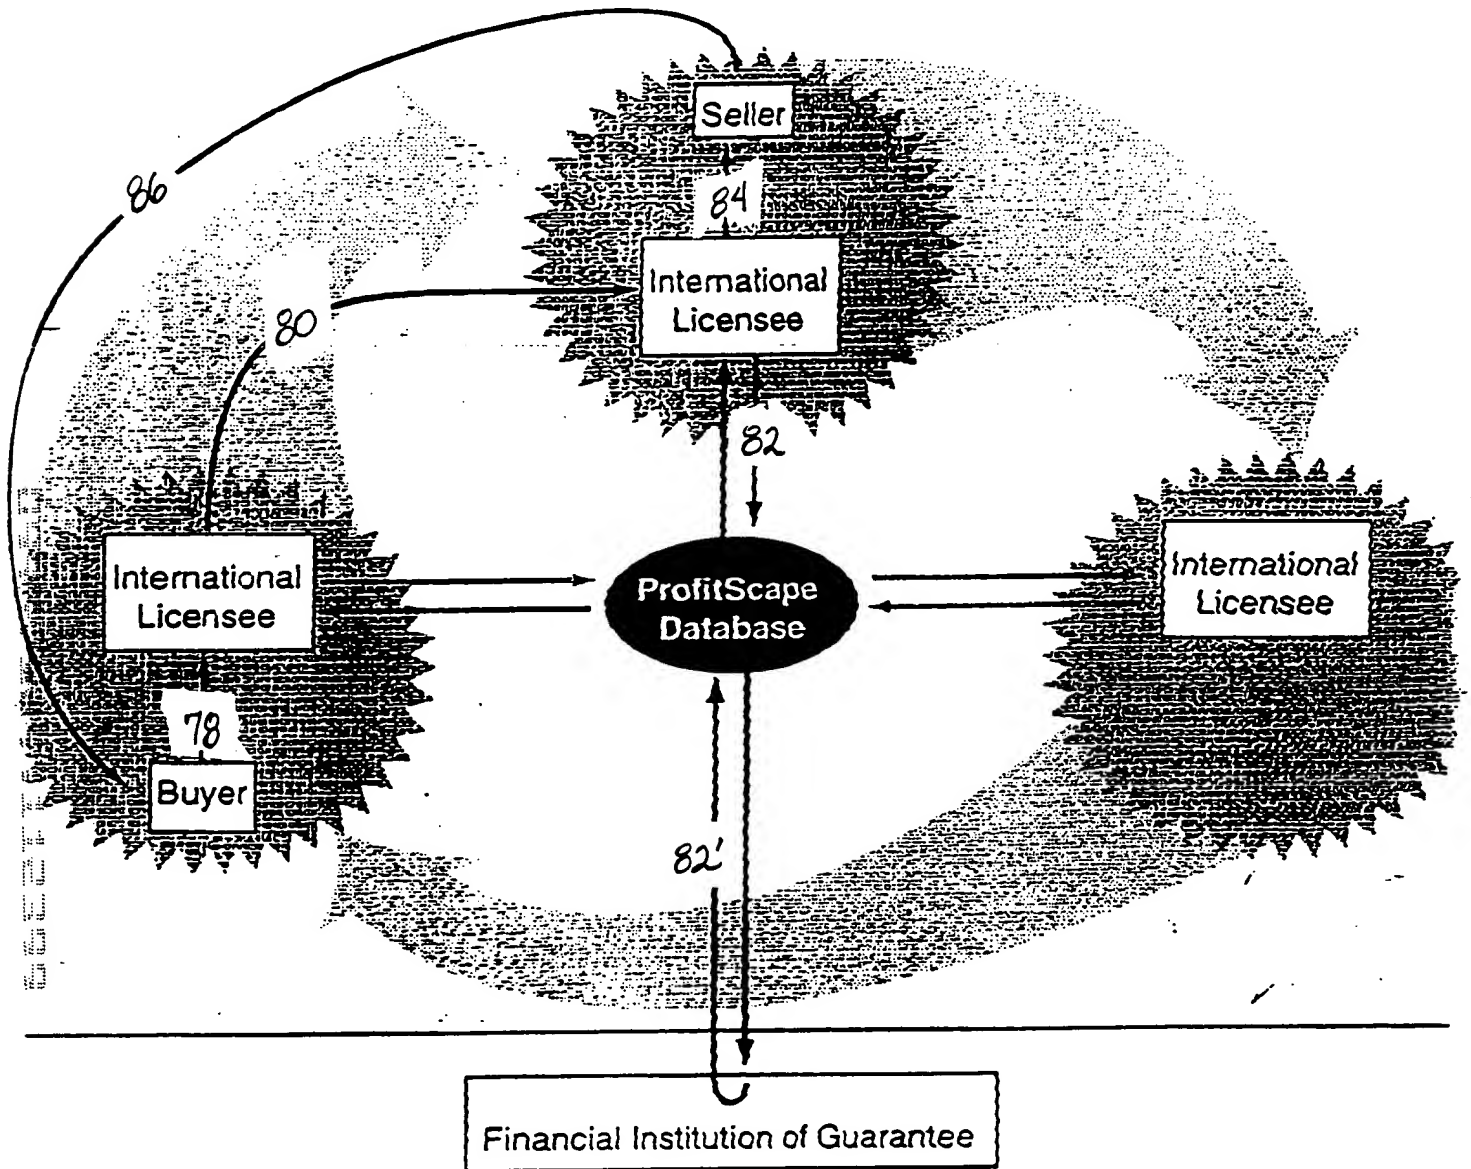 Seller
86
84
International
Licensee
80
82
International
Licensee
ProfitScape
Database
International
Licensee
78
Buyer
82'
Financial Institution of Guarantee